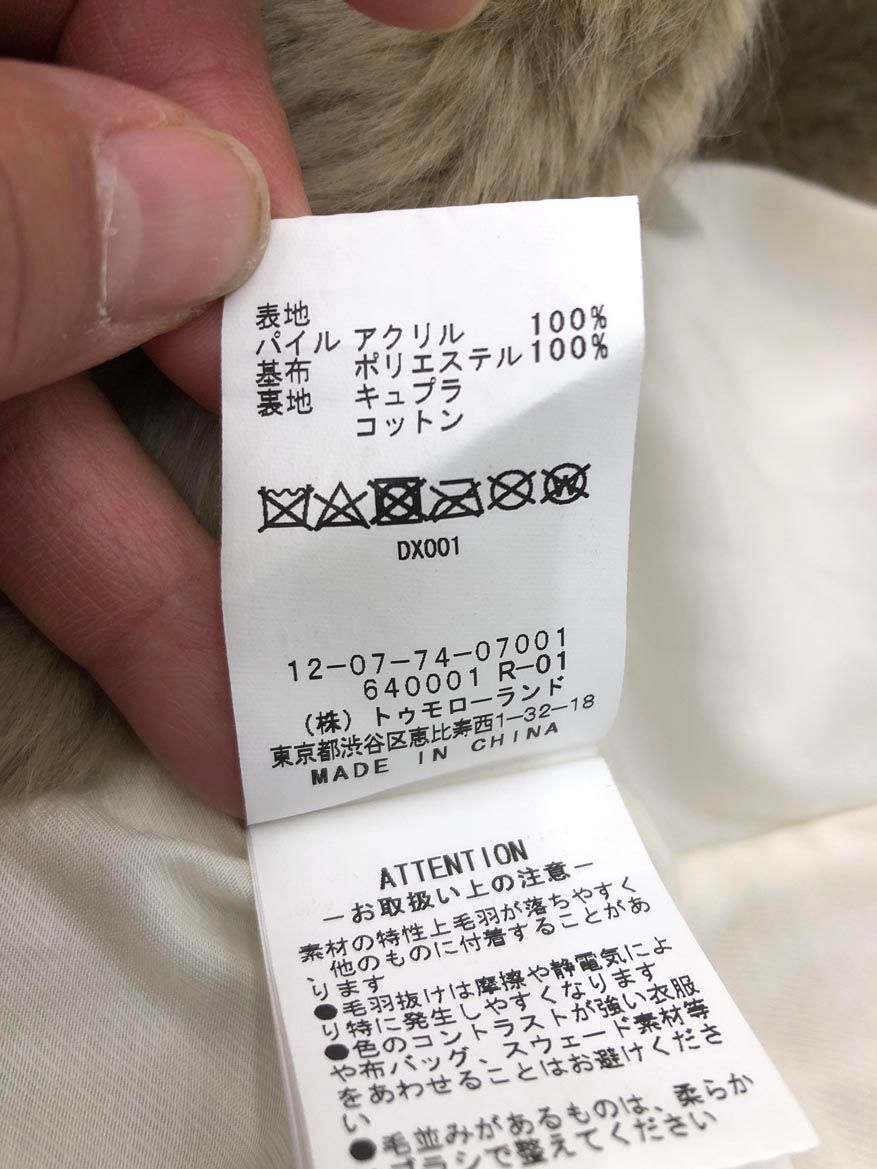 表地
パイル アクリル 100%
基布 ポリエステル 100%
裏地 キュプラ
コットン
DX001
12-07-74-07001
640001 R-01
(株)トゥモローランド
東京都渋谷区恵比寿西1-32-18
MADE IN CHINA
ATTENTION
−お取扱い上の注意−
素材の特性上毛羽が落ちやすく
、他のものに付着することがあ
ります
●毛羽抜けは摩擦や静電気によ
り特に発生しやすくなります
●色のコントラストが強い衣服
や布バッグ、スウェード素材等
をあわせることはお避けくださ
い
●毛並みがあるものは、柔らか
ブラシで整えてください